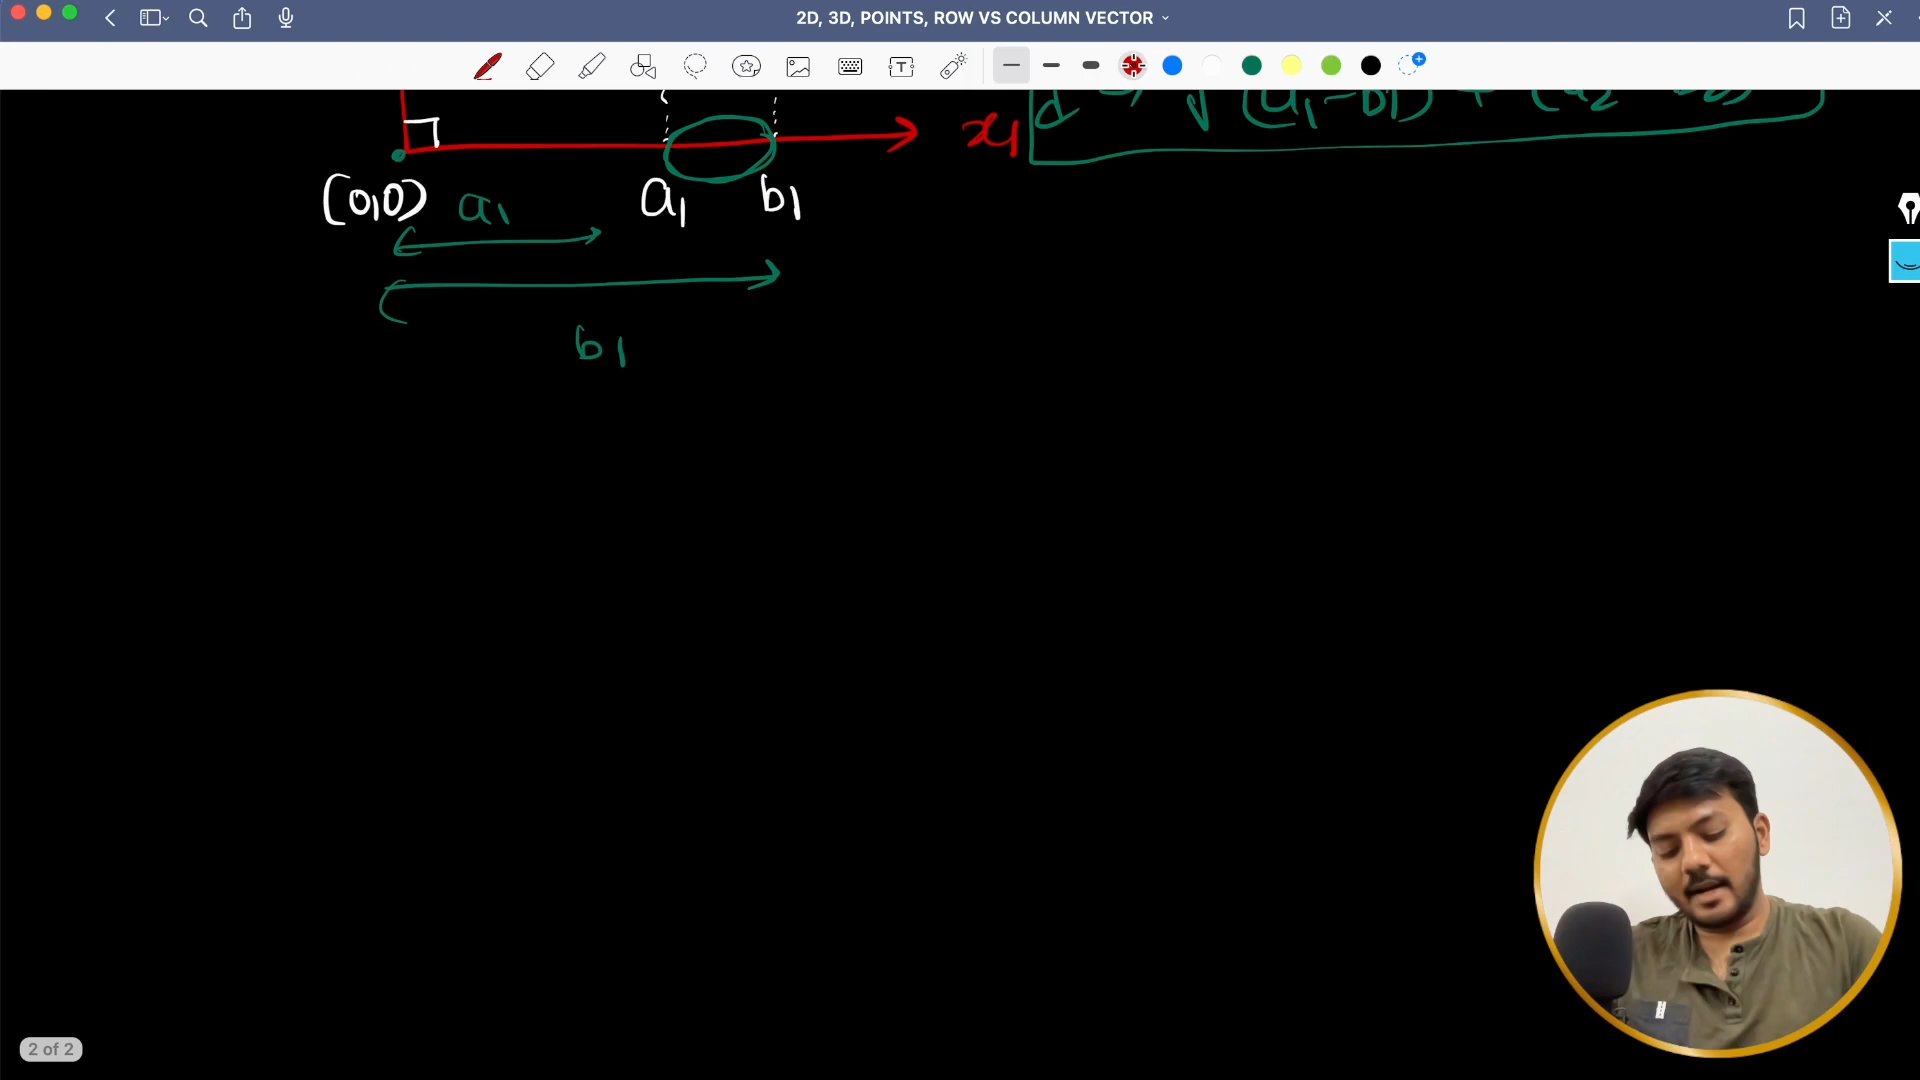 2D, 3D, POINTS, ROW VS COLUMN VECTOR
x1
(0,0)
a1
a1
b1
b1
2 of 2